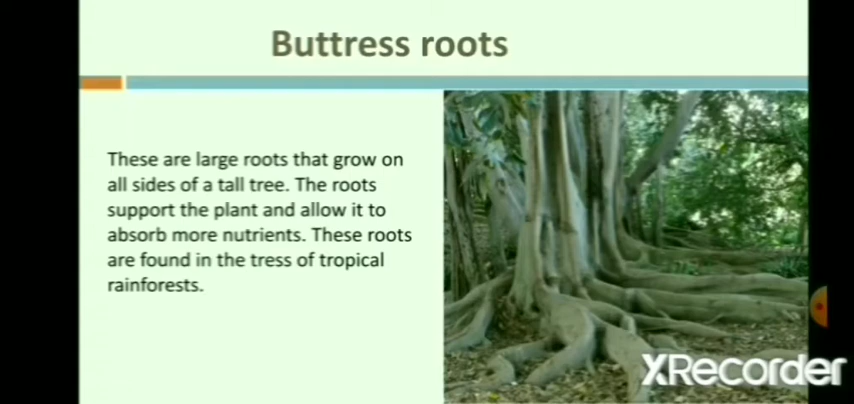 Buttress roots
These are large roots that grow on
all sides of a tall tree. The roots
support the plant and allow it to
absorb more nutrients. These roots
are found in the tress of tropical
rainforests.
XRecorder